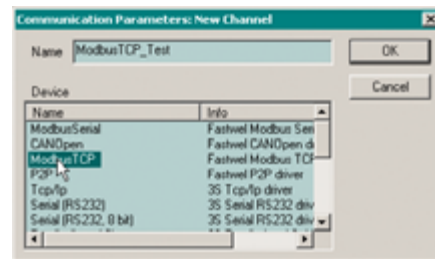 Communication Parameters: New Channel
Name ModbusTCP_Test
OK
Cancel
Device
Name Info
ModbusSerial Fastwel Modbus Seri
CANOpen Fastwel CANOpen d
ModbusTCP Fastwel Modbus TCP
P2P Fastwel P2P driver
Tcp/Ip 3S Tcp/Ip driver
Serial (RS232) 3S Serial RS232 driv
Serial (RS232, 8 bit) 3S Serial RS232 driv